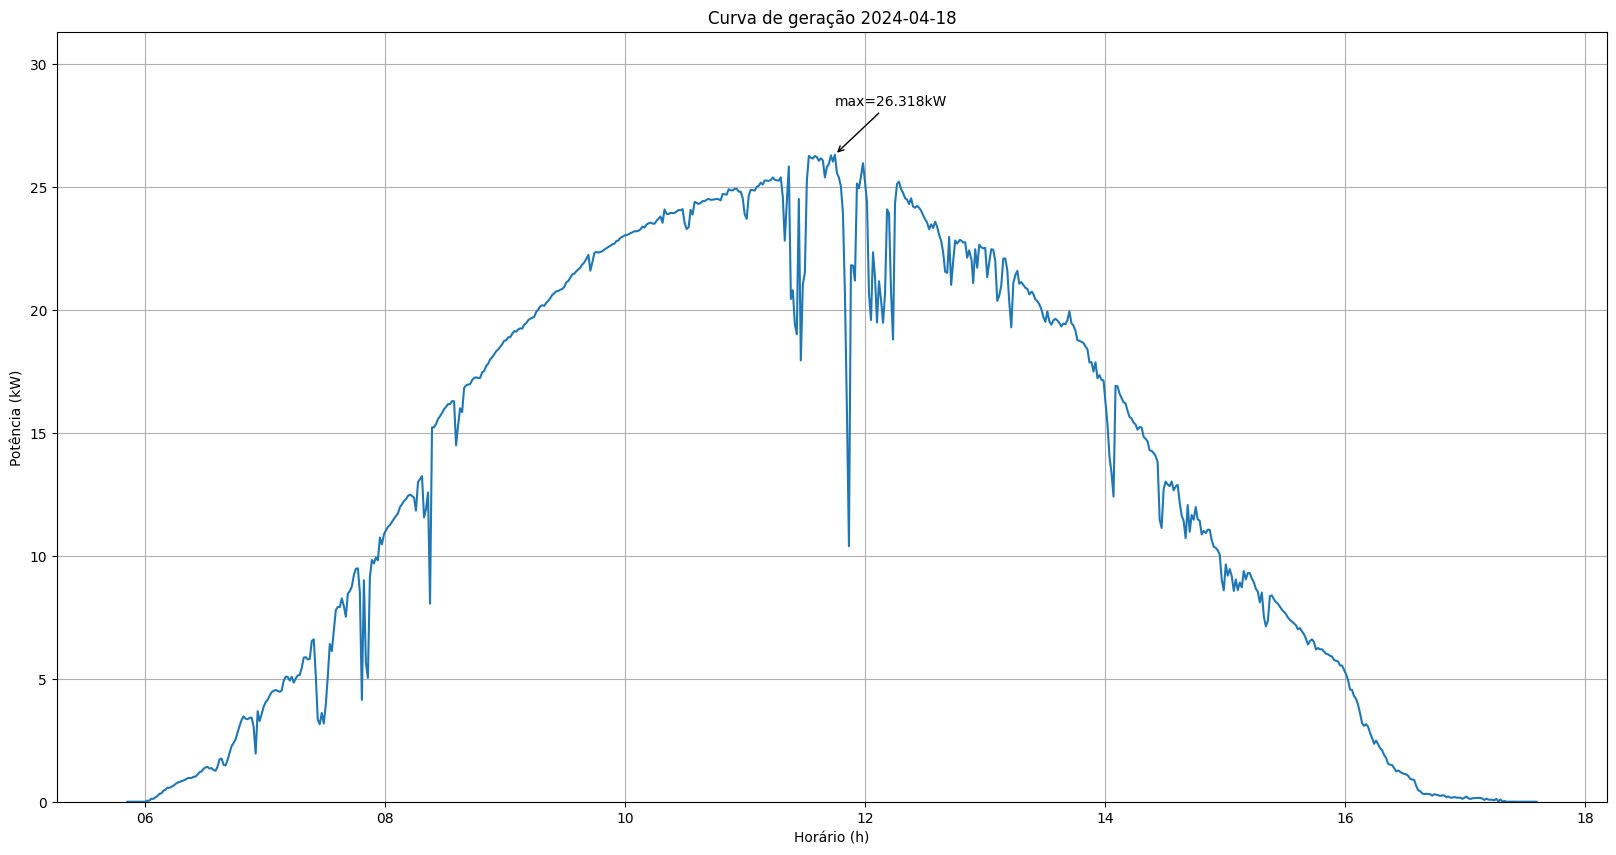 Curva de geração 2024-04-18
max=26.318kW
Potência (kW)
30
25
20
15
10
5
0
06 08 10 12 14 16 18
Horário (h)